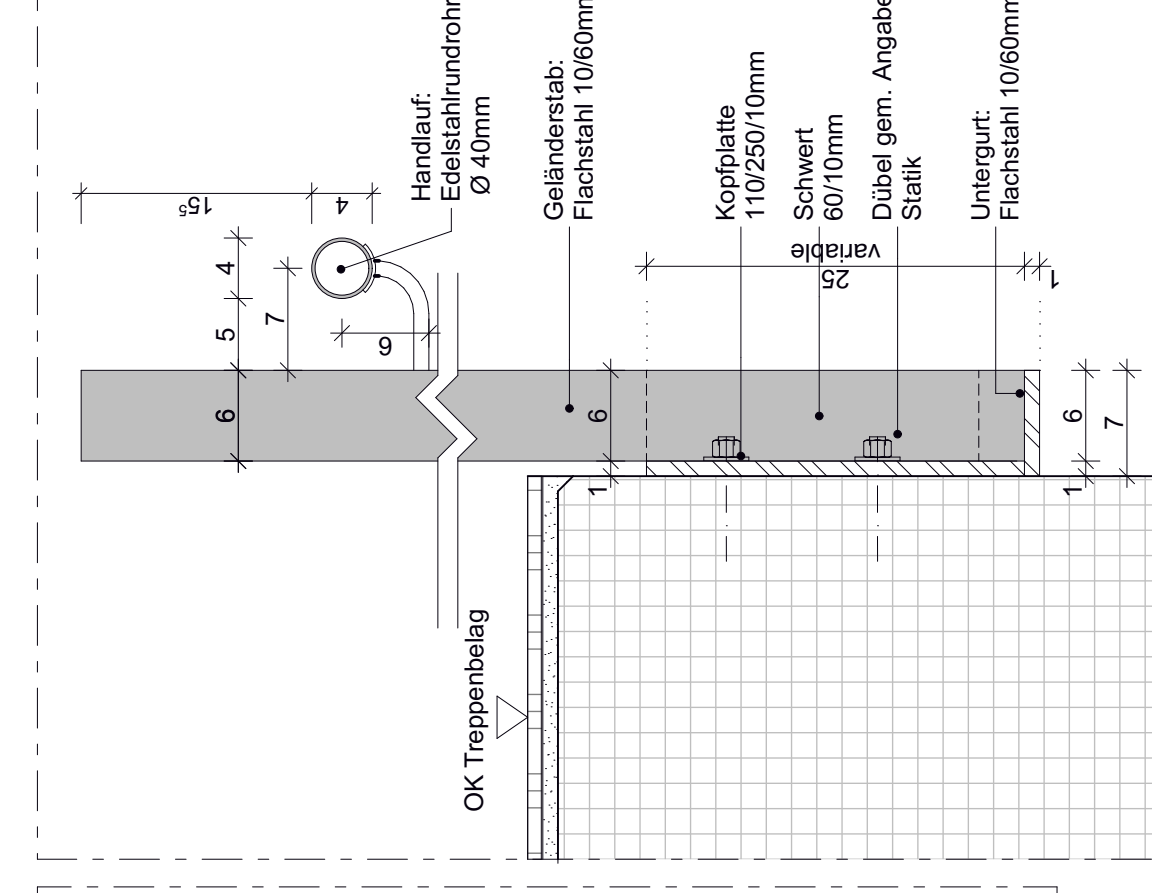 Handlauf:
Edelstahlrundrohr
Ø 40mm
Geländerstab:
Flachstahl 10/60mm
Kopfplatte
110/250/10mm
Schwert
60/10mm
Dübel gem. Angabe
Statik
Untergurt:
Flachstahl 10/60mm
OK Treppenbelag
15⁵
4
4
5
7
6
6
6
1
25
variable
1
6
1
7